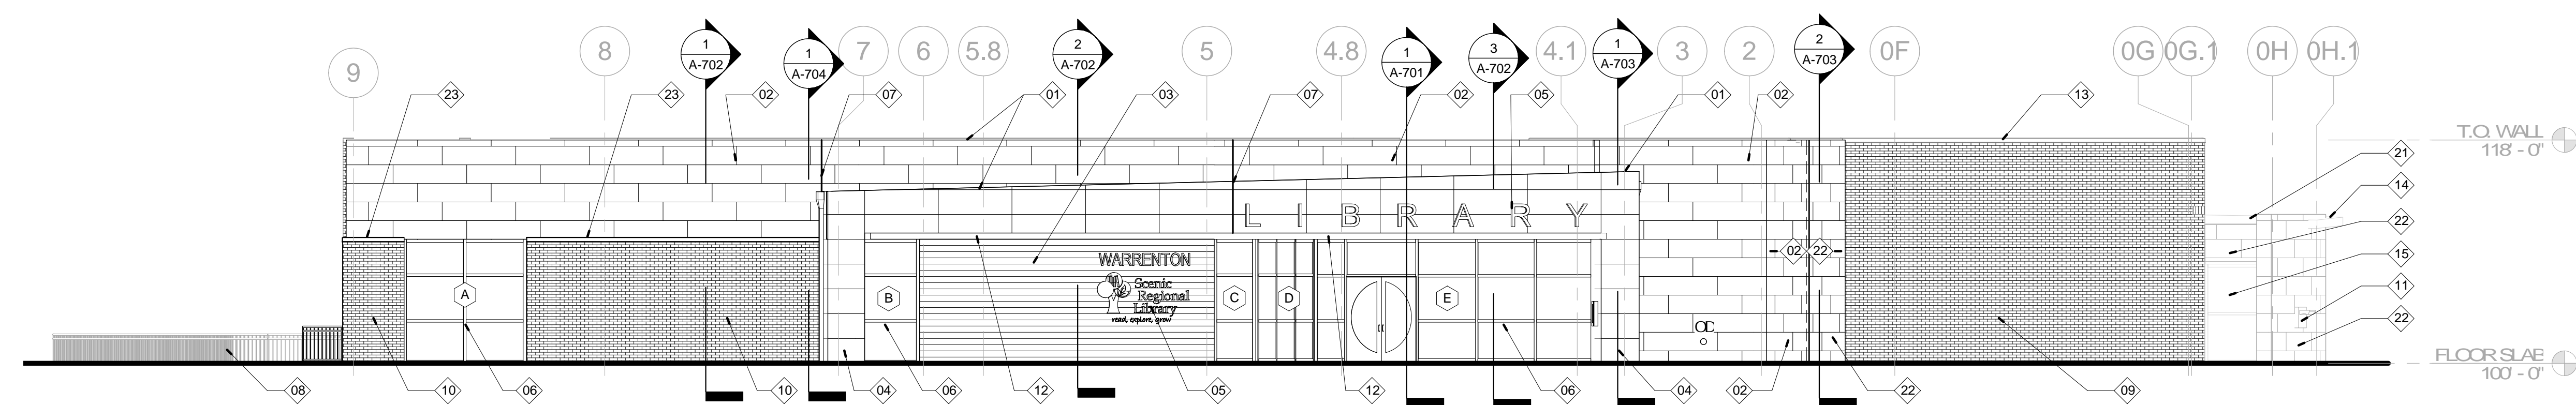 9
8
1
A-702
1
A-704
7
6
5.8
2
A-702
5
4.8
1
A-701
3
A-702
4.1
1
A-703
3
2
2
A-703
0F
0G
0G.1
0H
0H.1
23
23
02
07
01
03
07
02
05
01
02
13
T.O. WALL
118' - 0"
21
14
22
15
11
22
LIBRARY
WARRENTON
Scenic
Regional
Library
read, explore, grow
A
B
C
D
E
02
22
OD
FLOOR SLAB
100' - 0"
08
10
06
10
04
06
12
05
12
06
04
02
22
09